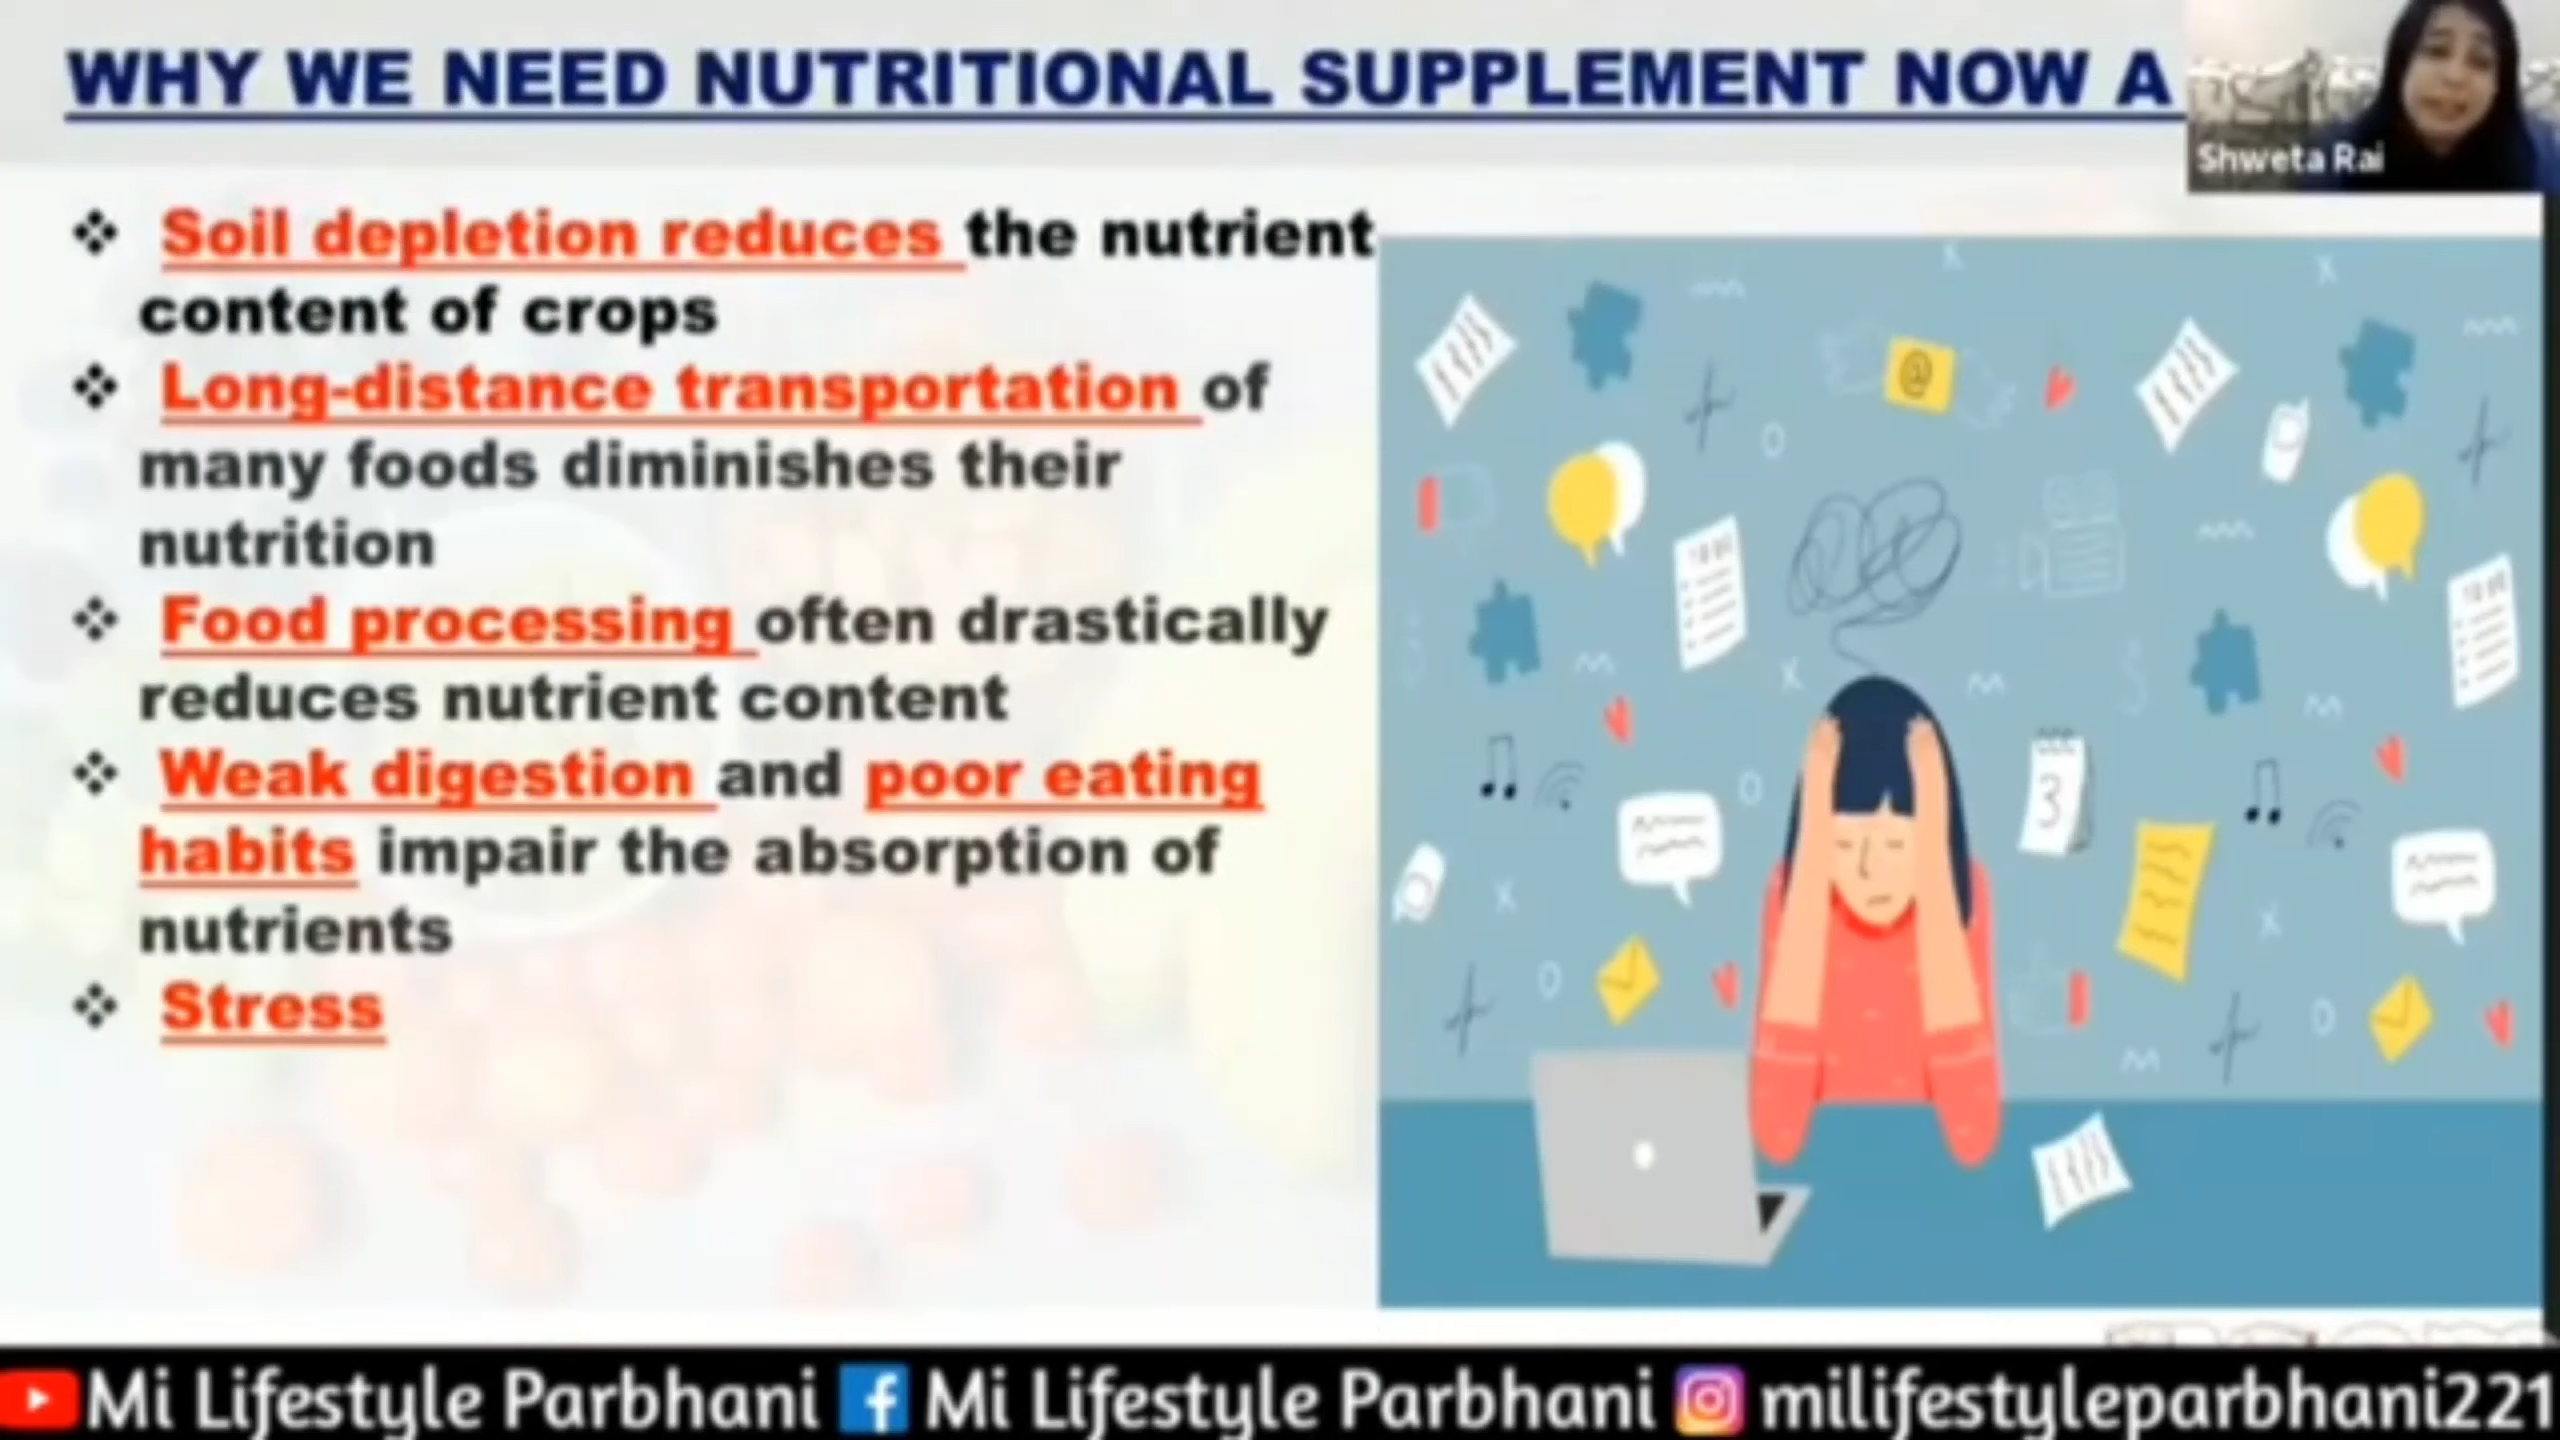 WHY WE NEED NUTRITIONAL SUPPLEMENT NOW A
Shweta Rai
Soil depletion reduces the nutrient
content of crops
Long-distance transportation of
many foods diminishes their
nutrition
Food processing often drastically
reduces nutrient content
Weak digestion and poor eating
habits impair the absorption of
nutrients
Stress
@
3
Mi Lifestyle Parbhani Mi Lifestyle Parbhani milifestyleparbhani221